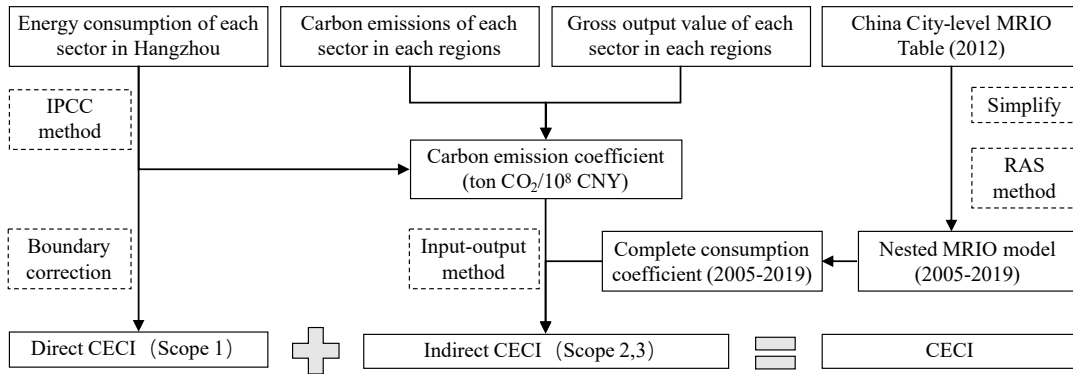 Energy consumption of each
sector in Hangzhou
Carbon emissions of each
sector in each regions
Gross output value of each
sector in each regions
China City-level MRIO
Table (2012)
IPCC
method
Simplify
Carbon emission coefficient
(ton CO₂/10⁸ CNY)
RAS
method
Boundary
correction
Input-output
method
Complete consumption
coefficient (2005-2019)
Nested MRIO model
(2005-2019)
Direct CECI（Scope 1）
Indirect CECI（Scope 2,3）
CECI